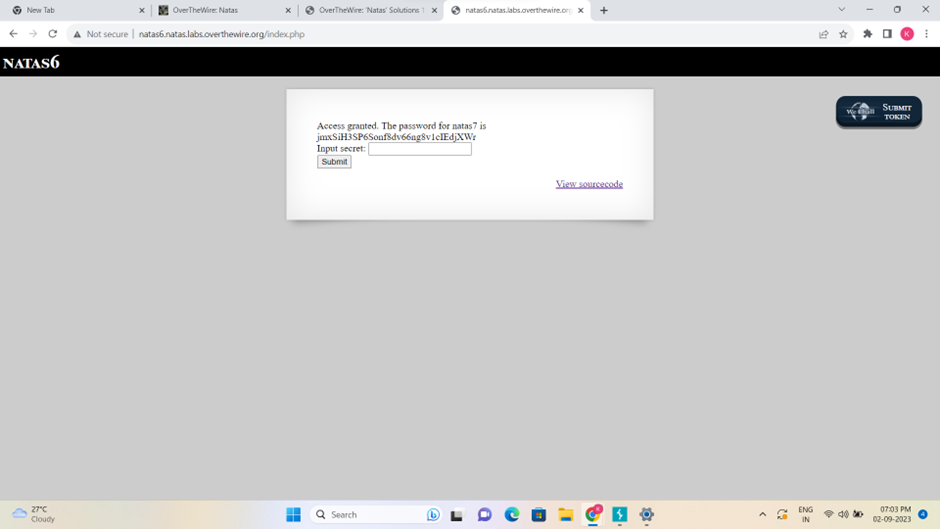 New Tab
OverTheWire: Natas
OverTheWire: 'Natas' Solutions 1
natas6.natas.labs.overthewire.org
Not secure
natas6.natas.labs.overthewire.org/index.php
K
NATAS6
SUBMIT
TOKEN
Access granted. The password for natas7 is
jmxSiH3SP6Sonf8dv66ng8v1cIEdjXWr
Input secret:
Submit
View sourcecode
27°C
Cloudy
Search
ENG
IN
07:03 PM
02-09-2023
4